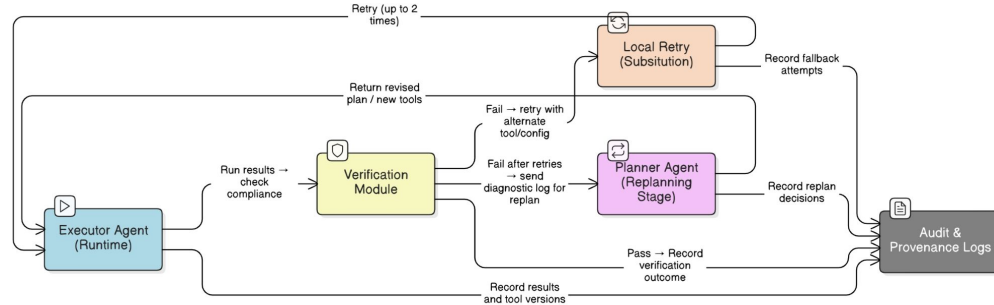 Retry (up to 2
times)
Local Retry
(Subsitution)
Record fallback
attempts
Return revised
plan / new tools
Fail → retry with
alternate
tool/config
Run results →
check
compliance
Verification
Module
Fail after retries
→ send
diagnostic log for
replan
Planner Agent
(Replanning
Stage)
Record replan
decisions
Executor Agent
(Runtime)
Audit &
Provenance Logs
Pass → Record
verification
outcome
Record results
and tool versions